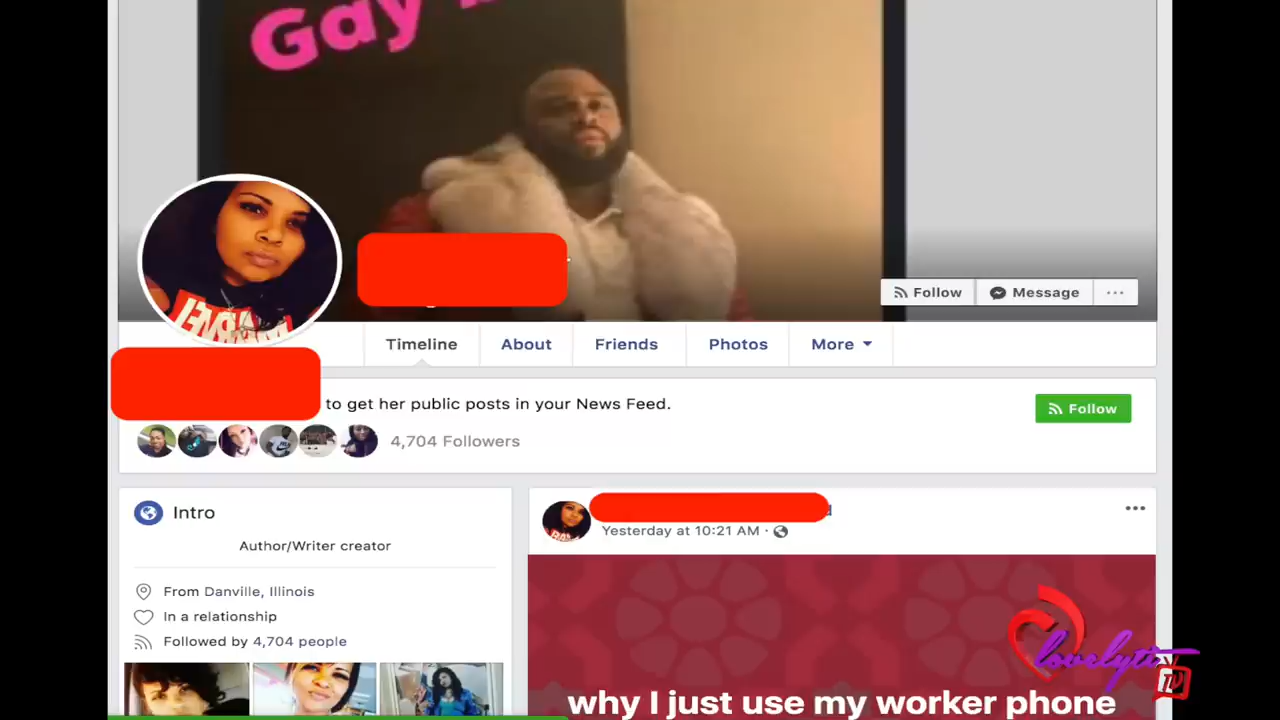 Gay
Follow
Message
Timeline
About
Friends
Photos
More
to get her public posts in your News Feed.
Follow
4,704 Followers
Intro
Author/Writer creator
From Danville, Illinois
In a relationship
Followed by 4,704 people
Yesterday at 10:21 AM
why I just use my worker phone
lovelyti
TV